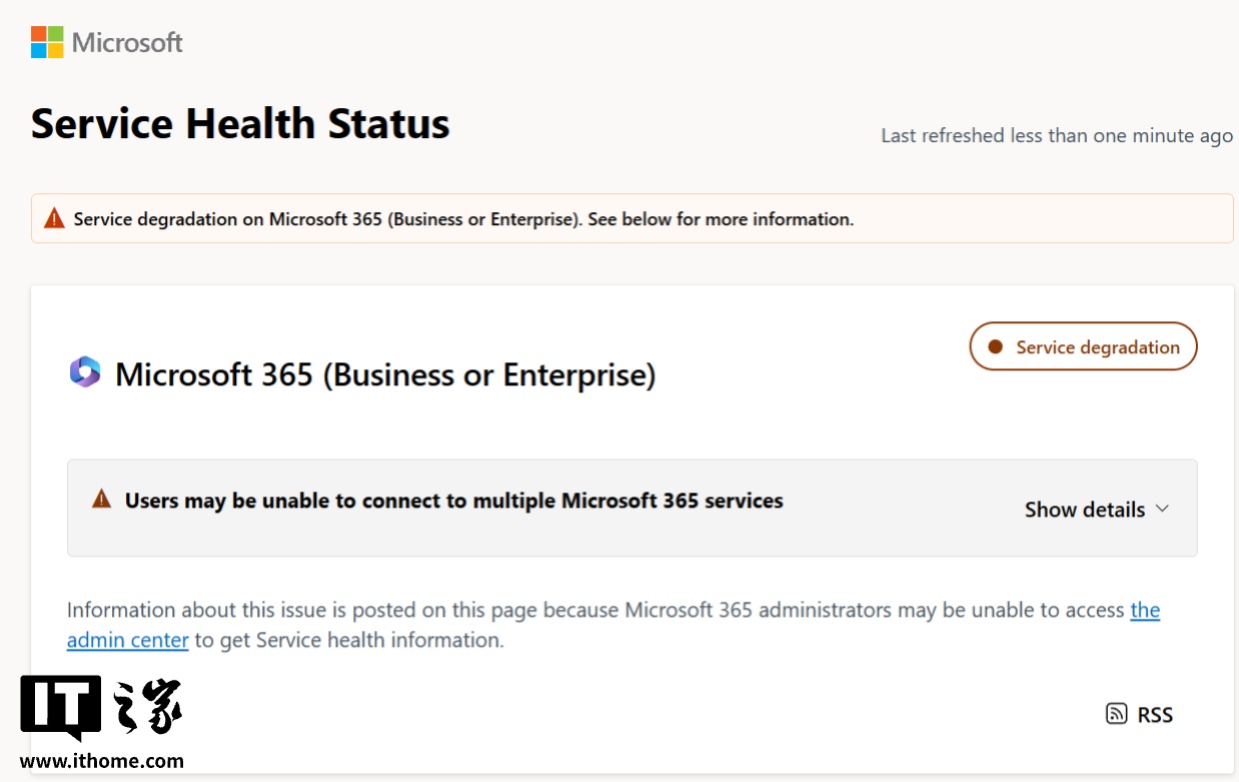 Microsoft
Service Health Status
Last refreshed less than one minute ago
Service degradation on Microsoft 365 (Business or Enterprise). See below for more information.
Service degradation
Microsoft 365 (Business or Enterprise)
Users may be unable to connect to multiple Microsoft 365 services
Show details
Information about this issue is posted on this page because Microsoft 365 administrators may be unable to access the
admin center to get Service health information.
IT之家
RSS
www.ithome.com